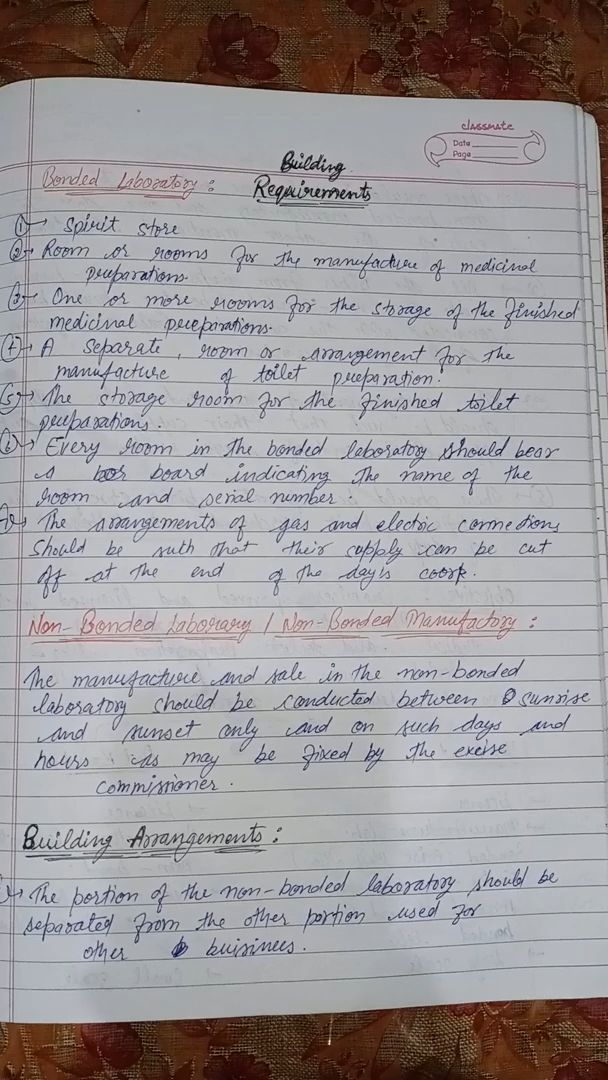 classmate
Date
Page
Building
Bonded Laboratory : Requirements
① → Spirit store
② → Room or rooms for the manufacture of medicinal
preparations.
③ → One or more rooms for the storage of the finished
medicinal preparations.
④ → A separate, room or arrangement for the
manufacture of toilet preparation.
⑤ → The storage room for the finished toilet
preparations.
⑥ → Every room in the bonded laboratory should bear
a board indicating the name of the
room and serial number.
⑦ → The arrangements of gas and electric connections
should be such that their supply can be cut
off at the end of the day's work.
Non-Bonded Laborary / Non-Bonded Manufactory :
The manufacture and sale in the non-bonded
laboratory should be conducted between sunrise
and sunset only and on such days and
hours as may be fixed by the excise
commissioner.
Building Arrangements :
→ The portion of the non-bonded laboratory should be
separated from the other portion used for
other buisinees.